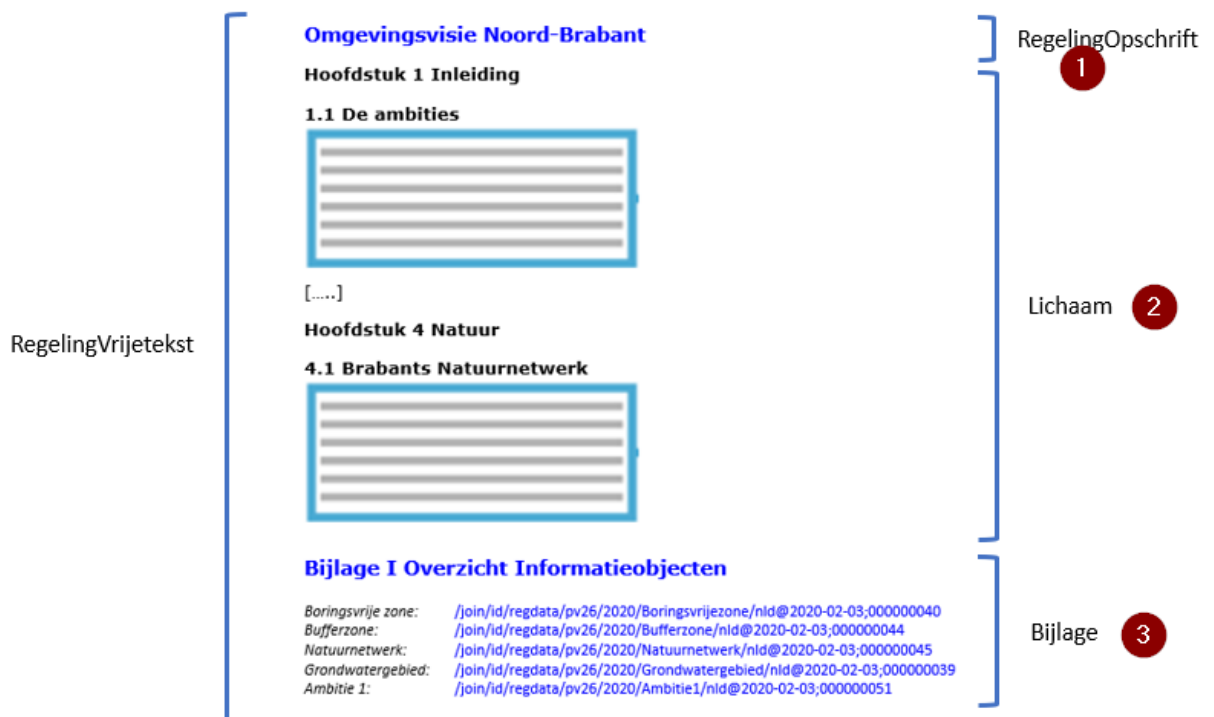 Omgevingsvisie Noord-Brabant
RegelingOpschrift
1
Hoofdstuk 1 Inleiding
1.1 De ambities
[.....]
Lichaam 2
Hoofdstuk 4 Natuur
RegelingVrijetekst
4.1 Brabants Natuurnetwerk
Bijlage I Overzicht Informatieobjecten
Boringsvrije zone: /join/id/regdata/pv26/2020/Boringsvrijezone/nld@2020-02-03;000000040
Bufferzone: /join/id/regdata/pv26/2020/Bufferzone/nld@2020-02-03;000000044
Bijlage 3
Natuurnetwerk: /join/id/regdata/pv26/2020/Natuurnetwerk/nld@2020-02-03;000000045
Grondwatergebied: /join/id/regdata/pv26/2020/Grondwatergebied/nld@2020-02-03;000000039
Ambitie 1: /join/id/regdata/pv26/2020/Ambitie1/nld@2020-02-03;000000051